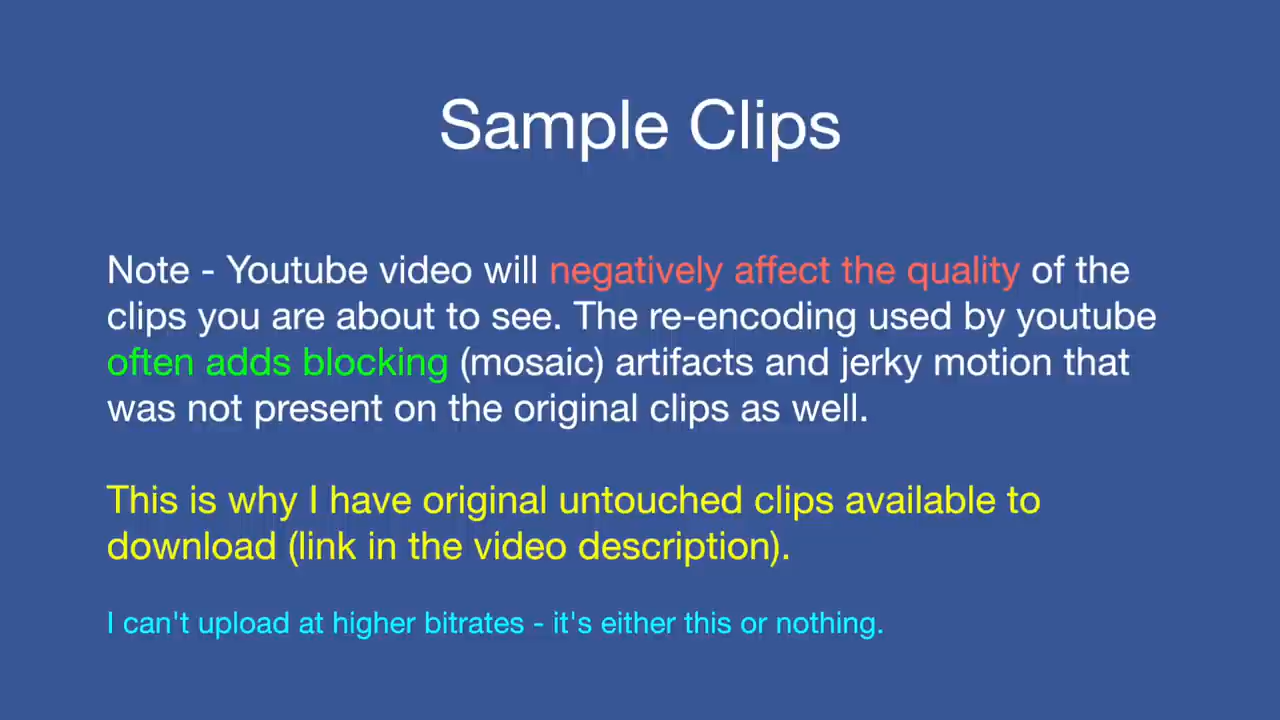 Sample Clips
Note - Youtube video will negatively affect the quality of the
clips you are about to see. The re-encoding used by youtube
often adds blocking (mosaic) artifacts and jerky motion that
was not present on the original clips as well.
This is why I have original untouched clips available to
download (link in the video description).
I can't upload at higher bitrates - it's either this or nothing.